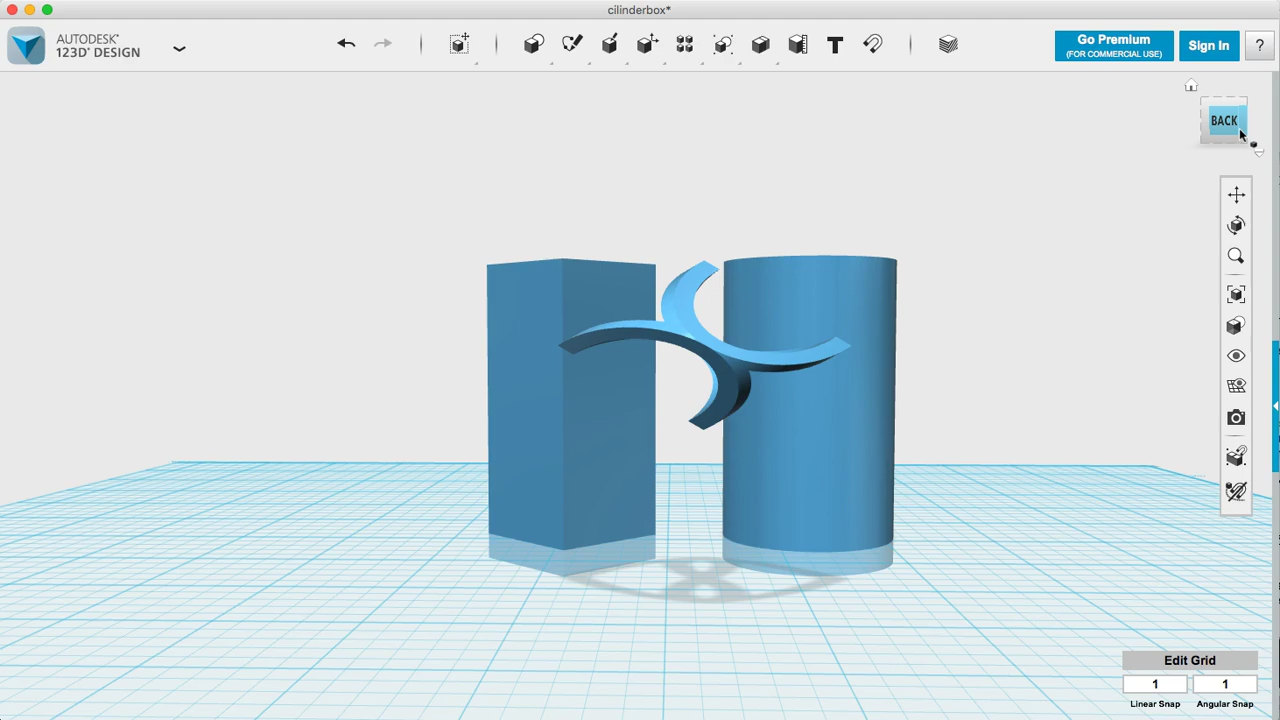 cilinderbox*
AUTODESK®
123D® DESIGN
Go Premium
(FOR COMMERCIAL USE)
Sign In
?
T
BACK
Edit Grid
1
1
Linear Snap
Angular Snap